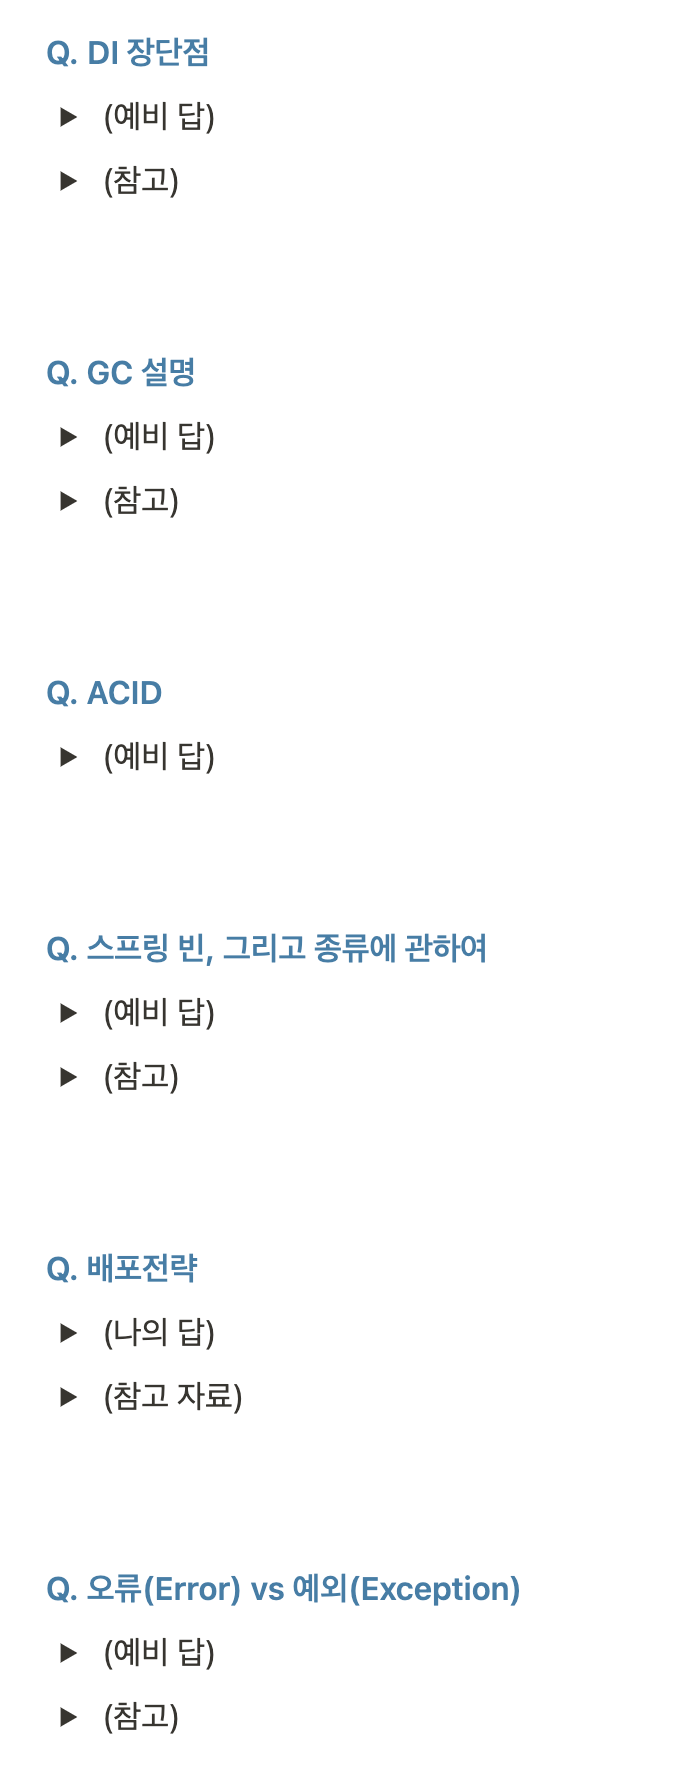 Q. DI 장단점
▶ (예비 답)
▶ (참고)
Q. GC 설명
▶ (예비 답)
▶ (참고)
Q. ACID
▶ (예비 답)
Q. 스프링 빈, 그리고 종류에 관하여
▶ (예비 답)
▶ (참고)
Q. 배포전략
▶ (나의 답)
▶ (참고 자료)
Q. 오류(Error) vs 예외(Exception)
▶ (예비 답)
▶ (참고)